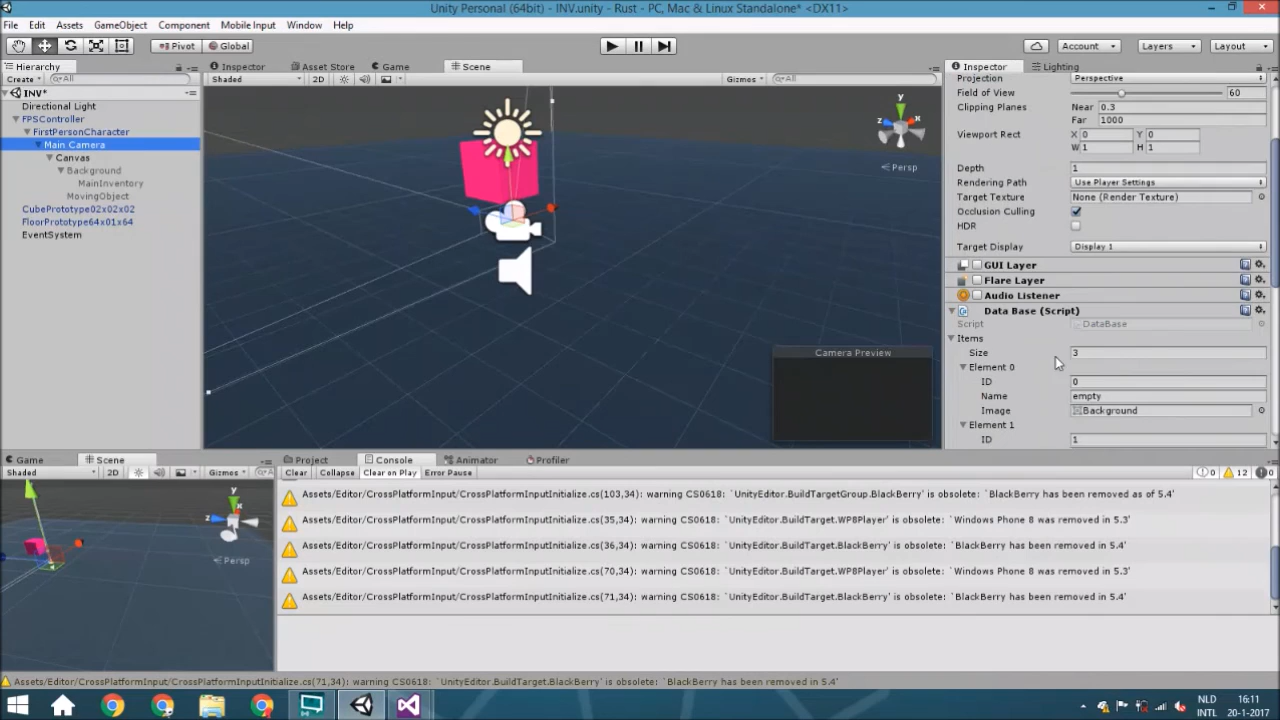 Unity Personal (64bit) - INV.unity - Rust - PC, Mac & Linux Standalone* <DX11>
File Edit Assets GameObject Component Mobile Input Window Help
Pivot Global Account Layers Layout
Hierarchy
Create All
INV*
Directional Light
FPSController
FirstPersonCharacter
Main Camera
Canvas
Background
MainInventory
MovingObject
CubePrototype02x02x02
FloorPrototype64x01x64
EventSystem
Inspector Asset Store Game Scene
Shaded 2D Gizmos All
y
z x
Persp
Camera Preview
Inspector Lighting
Projection Perspective
Field of View 60
Clipping Planes Near 0.3
Far 1000
Viewport Rect X 0 Y 0
W 1 H 1
Depth 1
Rendering Path Use Player Settings
Target Texture None (Render Texture)
Occlusion Culling
HDR
Target Display Display 1
GUI Layer
Flare Layer
Audio Listener
Data Base (Script)
Script DataBase
Items
Size 3
Element 0
ID 0
Name empty
Image Background
Element 1
ID 1
Game Scene
Shaded 2D Gizmos
y
x
z
Persp
Project Console Animator Profiler
Clear Collapse Clear on Play Error Pause 0 12 0
Assets/Editor/CrossPlatformInput/CrossPlatformInputInitialize.cs(103,34): warning CS0618: `UnityEditor.BuildTargetGroup.BlackBerry' is obsolete: `BlackBerry has been removed as of 5.4'
Assets/Editor/CrossPlatformInput/CrossPlatformInputInitialize.cs(35,34): warning CS0618: `UnityEditor.BuildTarget.WP8Player' is obsolete: `Windows Phone 8 was removed in 5.3'
Assets/Editor/CrossPlatformInput/CrossPlatformInputInitialize.cs(36,34): warning CS0618: `UnityEditor.BuildTarget.BlackBerry' is obsolete: `BlackBerry has been removed in 5.4'
Assets/Editor/CrossPlatformInput/CrossPlatformInputInitialize.cs(70,34): warning CS0618: `UnityEditor.BuildTarget.WP8Player' is obsolete: `Windows Phone 8 was removed in 5.3'
Assets/Editor/CrossPlatformInput/CrossPlatformInputInitialize.cs(71,34): warning CS0618: `UnityEditor.BuildTarget.BlackBerry' is obsolete: `BlackBerry has been removed in 5.4'
Assets/Editor/CrossPlatformInput/CrossPlatformInputInitialize.cs(71,34): warning CS0618: `UnityEditor.BuildTarget.BlackBerry' is obsolete: `BlackBerry has been removed in 5.4'
NLD 16:11
INTL 20-1-2017